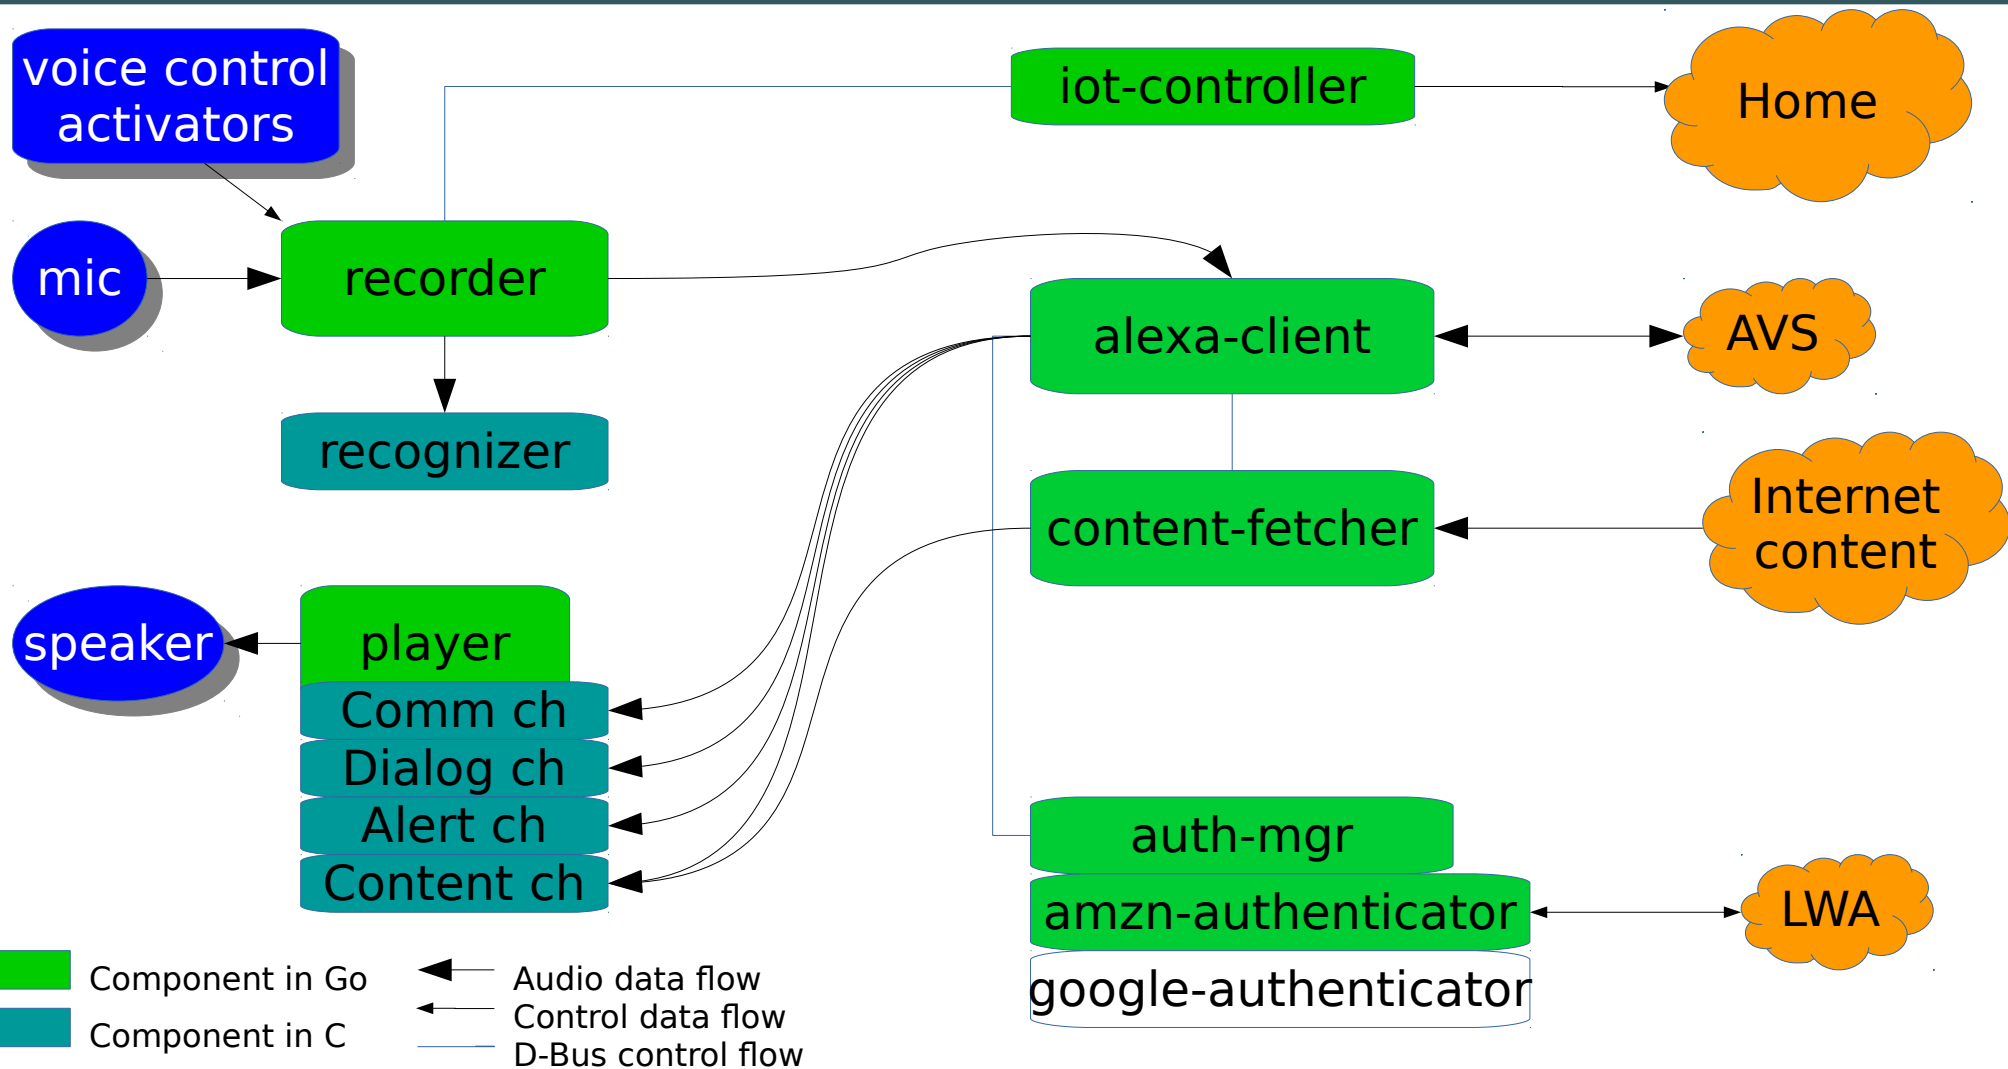 voice control
activators
iot-controller
Home
mic
recorder
alexa-client
AVS
recognizer
content-fetcher
Internet
content
speaker
player
Comm ch
Dialog ch
Alert ch
Content ch
auth-mgr
amzn-authenticator
LWA
google-authenticator
Component in Go
Component in C
Audio data flow
Control data flow
D-Bus control flow